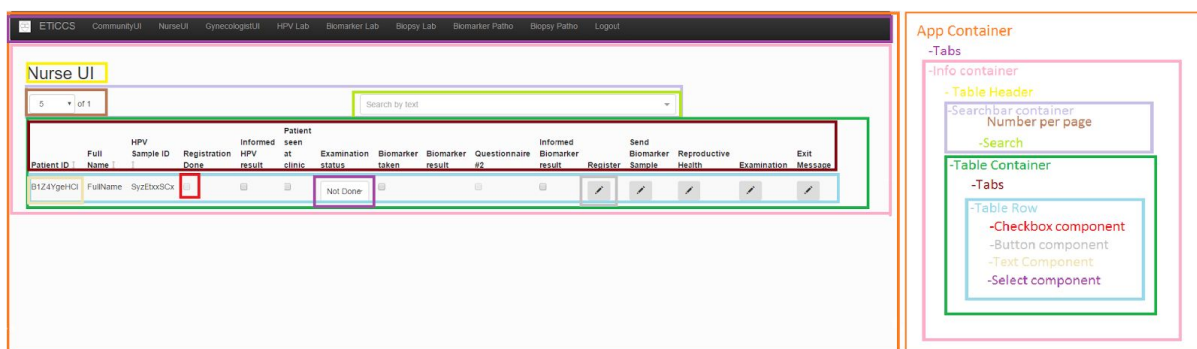 ETiCCS CommunityUI NurseUI GynecologistUI HPV Lab Biomarker Lab Biopsy Lab Biomarker Patho Biopsy Patho Logout
Nurse UI
5 of 1
Search by text
Patient ID
Full Name
HPV Sample ID
Registration Done
Informed HPV result
Patient seen at clinic
Examination status
Biomarker taken
Biomarker result
Questionnaire #2
Informed Biomarker result
Register
Send Biomarker Sample
Reproductive Health
Examination
Exit Message
B1Z4YgeHCl FullName SyzEtxxSCx Not Done
App Container
-Tabs
-Info container
- Table Header
-Searchbar container
Number per page
-Search
-Table Container
-Tabs
-Table Row
-Checkbox component
-Button component
-Text Component
-Select component